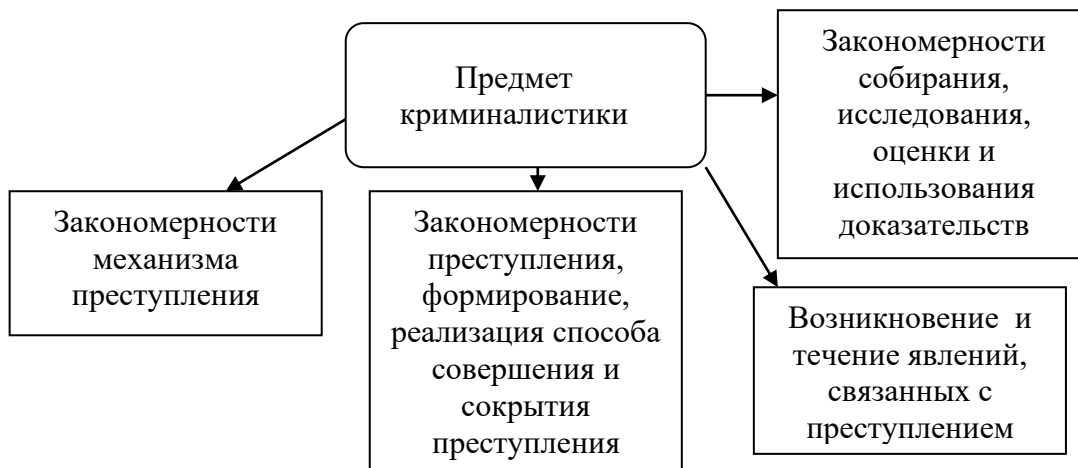 Предмет
криминалистики
Закономерности
собирания,
исследования,
оценки и
использования
доказательств
Закономерности
механизма
преступления
Закономерности
преступления,
формирование,
реализация способа
совершения и
сокрытия
преступления
Возникновение и
течение явлений,
связанных с
преступлением